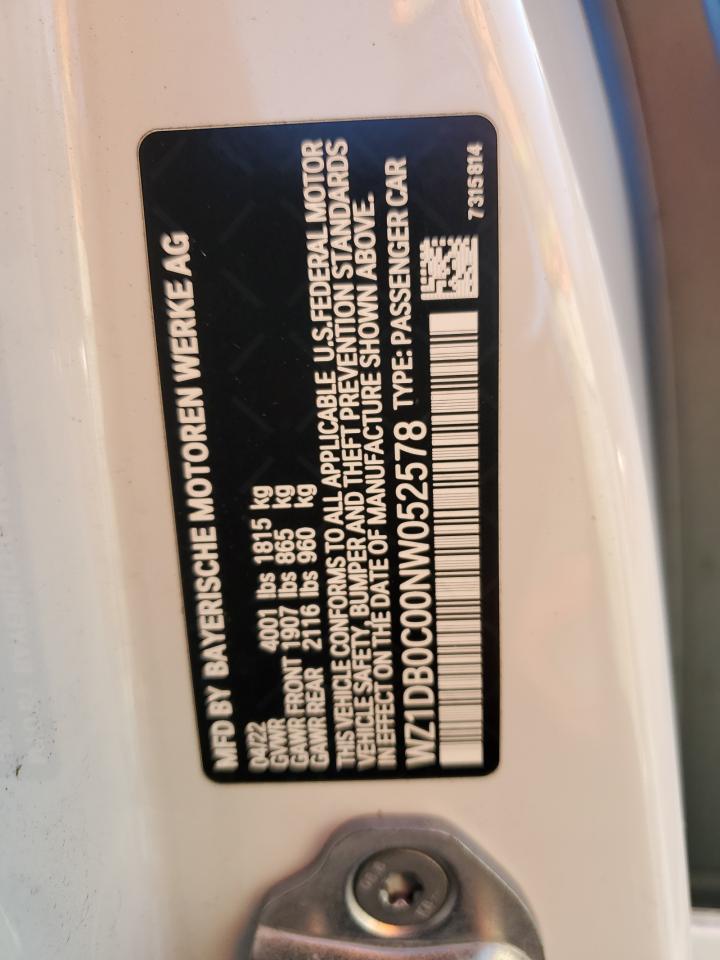 MFD BY BAYERISCHE MOTOREN WERKE AG
04/22
GVWR 4001 lbs 1815 kg
GAWR FRONT 1907 lbs 865 kg
GAWR REAR 2116 lbs 960 kg
THIS VEHICLE CONFORMS TO ALL APPLICABLE U.S.FEDERAL MOTOR
VEHICLE SAFETY, BUMPER AND THEFT PREVENTION STANDARDS
IN EFFECT ON THE DATE OF MANUFACTURE SHOWN ABOVE.
WZ1DB0C00NW052578 TYPE: PASSENGER CAR
7315814